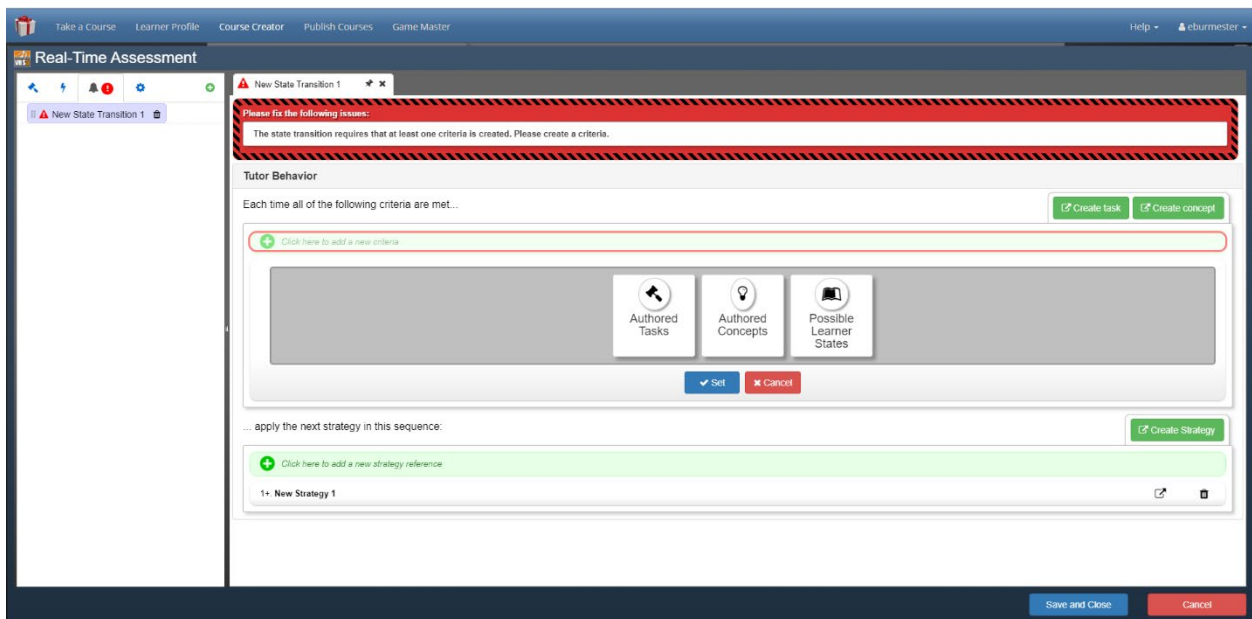 Take a Course Learner Profile Course Creator Publish Courses Game Master Help eburmester
Real-Time Assessment
New State Transition 1
New State Transition 1
Please fix the following issues:
The state transition requires that at least one criteria is created. Please create a criteria.
Tutor Behavior
Each time all of the following criteria are met...
Create task Create concept
Click here to add a new criteria
Authored Tasks
Authored Concepts
Possible Learner States
Set Cancel
... apply the next strategy in this sequence:
Create Strategy
Click here to add a new strategy reference
1+ New Strategy 1
Save and Close Cancel